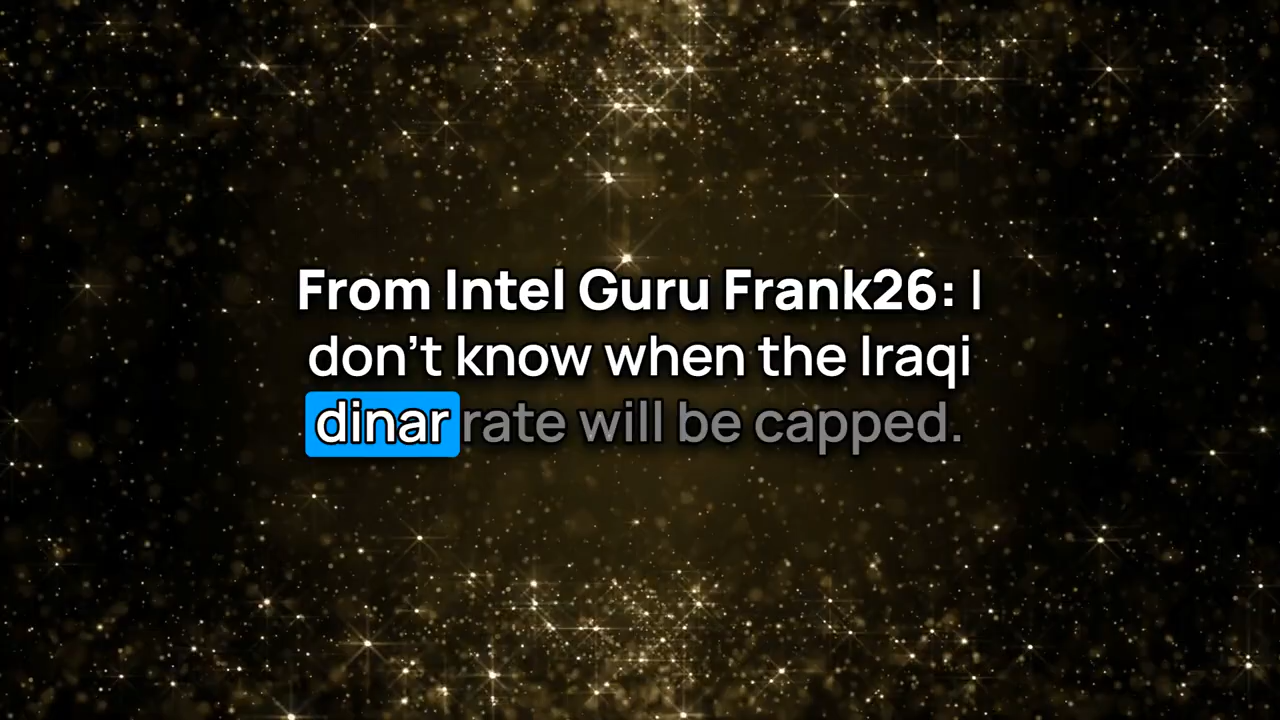 From Intel Guru Frank26: I
don’t know when the Iraqi
dinar rate will be capped.